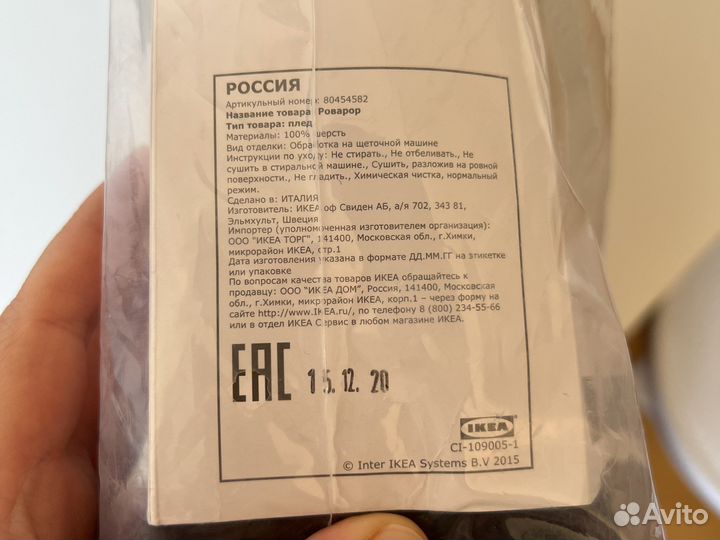 РОССИЯ
Артикульный номер: 80454582
Название товара: Роварор
Тип товара: плед
Материалы: 100% шерсть
Вид отделки: Обработка на щеточной машине
Инструкции по уходу: Не стирать., Не отбеливать., Не
сушить в стиральной машине., Сушить, разложив на ровной
поверхности., Не гладить., Химическая чистка, нормальный
режим.
Сделано в: ИТАЛИЯ
Изготовитель: ИКЕА оф Свиден АБ, а/я 702, 343 81,
Эльмхульт, Швеция
Импортер (уполномоченная изготовителем организация):
ООО "ИКЕА ТОРГ", 141400, Московская обл., г.Химки,
микрорайон ИКЕА, стр.1
Дата изготовления указана в формате ДД.ММ.ГГ на этикетке
или упаковке
По вопросам качества товаров ИКЕА обращайтесь к
продавцу: ООО "ИКЕА ДОМ", Россия, 141400, Московская
обл., г.Химки, микрорайон ИКЕА, корп.1 – через форму на
сайте http://www.IKEA.ru/, по телефону 8 (800) 234-55-66
или в отдел ИКЕА Сервис в любом магазине IKEA.
EAC 15.12.20
IKEA
CI-109005-1
© Inter IKEA Systems B.V 2015
Avito